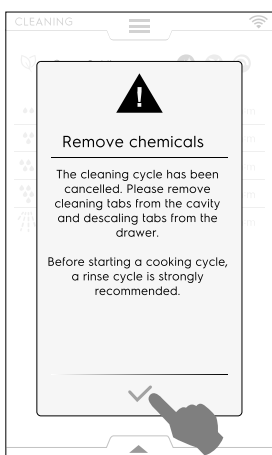 CLEANING
!
Remove chemicals
The cleaning cycle has been
cancelled. Please remove
cleaning tabs from the cavity
and descaling tabs from the
drawer.
Before starting a cooking cycle,
a rinse cycle is strongly
recommended.